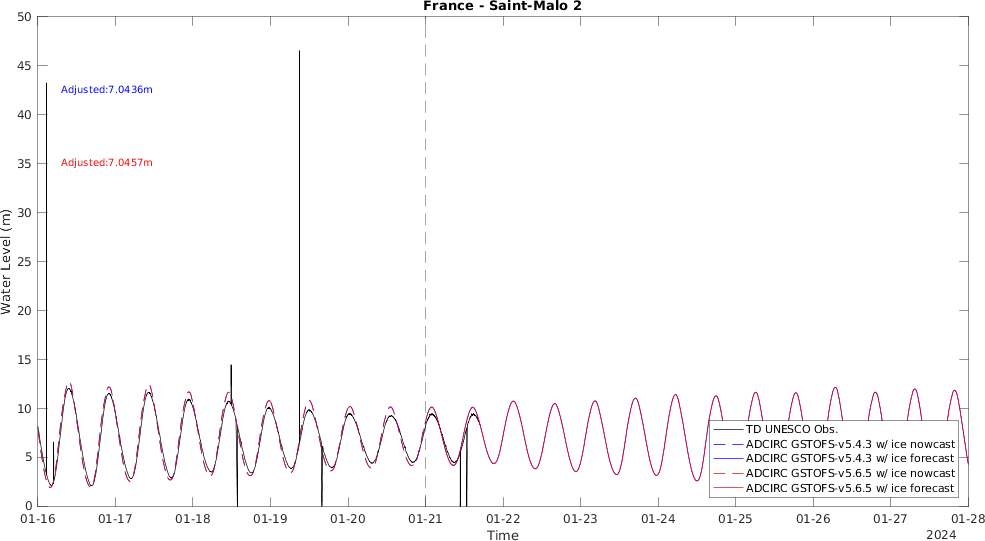 France - Saint-Malo 2
50
45
40
35
30
25
20
15
10
5
0
Water Level (m)
Adjusted:7.0436m
Adjusted:7.0457m
TD UNESCO Obs.
ADCIRC GSTOFS-v5.4.3 w/ ice nowcast
ADCIRC GSTOFS-v5.4.3 w/ ice forecast
ADCIRC GSTOFS-v5.6.5 w/ ice nowcast
ADCIRC GSTOFS-v5.6.5 w/ ice forecast
01-16 01-17 01-18 01-19 01-20 01-21 01-22 01-23 01-24 01-25 01-26 01-27 01-28
Time
2024